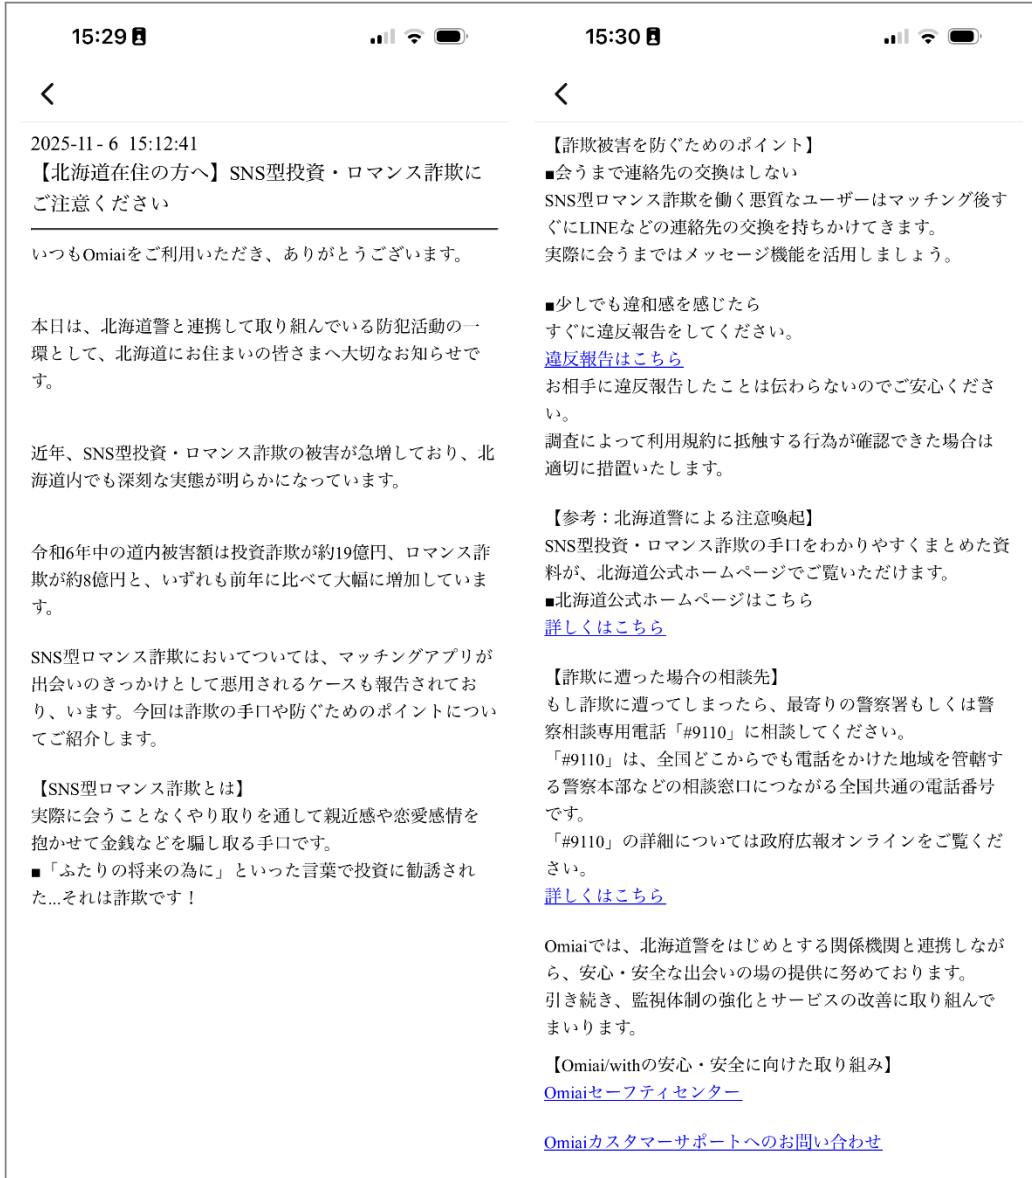 15:29
2025-11- 6 15:12:41
【北海道在住の方へ】SNS型投資・ロマンス詐欺に
ご注意ください
いつもOmiaiをご利用いただき、ありがとうございます。
本日は、北海道警と連携して取り組んでいる防犯活動の一
環として、北海道にお住まいの皆さまへ大切なお知らせで
す。
近年、SNS型投資・ロマンス詐欺の被害が急増しており、北
海道内でも深刻な実態が明らかになっています。
令和6年中の道内被害額は投資詐欺が約19億円、ロマンス詐
欺が約8億円と、いずれも前年に比べて大幅に増加していま
す。
SNS型ロマンス詐欺においてついては、マッチングアプリが
出会いのきっかけとして悪用されるケースも報告されてお
り、います。今回は詐欺の手口や防ぐためのポイントについ
てご紹介します。
【SNS型ロマンス詐欺とは】
実際に会うことなくやり取りを通して親近感や恋愛感情を
抱かせて金銭などを騙し取る手口です。
■「ふたりの将来の為に」といった言葉で投資に勧誘され
た...それは詐欺です！
15:30
【詐欺被害を防ぐためのポイント】
■会うまで連絡先の交換はしない
SNS型ロマンス詐欺を働く悪質なユーザーはマッチング後す
ぐにLINEなどの連絡先の交換を持ちかけてきます。
実際に会うまではメッセージ機能を活用しましょう。
■少しでも違和感を感じたら
すぐに違反報告をしてください。
違反報告はこちら
お相手に違反報告したことは伝わらないのでご安心くださ
い。
調査によって利用規約に抵触する行為が確認できた場合は
適切に措置いたします。
【参考：北海道警による注意喚起】
SNS型投資・ロマンス詐欺の手口をわかりやすくまとめた資
料が、北海道公式ホームページでご覧いただけます。
■北海道公式ホームページはこちら
詳しくはこちら
【詐欺に遭った場合の相談先】
もし詐欺に遭ってしまったら、最寄りの警察署もしくは警
察相談専用電話「#9110」に相談してください。
「#9110」は、全国どこからでも電話をかけた地域を管轄す
る警察本部などの相談窓口につながる全国共通の電話番号
です。
「#9110」の詳細については政府広報オンラインをご覧くだ
さい。
詳しくはこちら
Omiaiでは、北海道警をはじめとする関係機関と連携しなが
ら、安心・安全な出会いの場の提供に努めております。
引き続き、監視体制の強化とサービスの改善に取り組んで
まいります。
【Omiai/withの安心・安全に向けた取り組み】
Omiaiセーフティセンター
Omiaiカスタマーサポートへのお問い合わせ